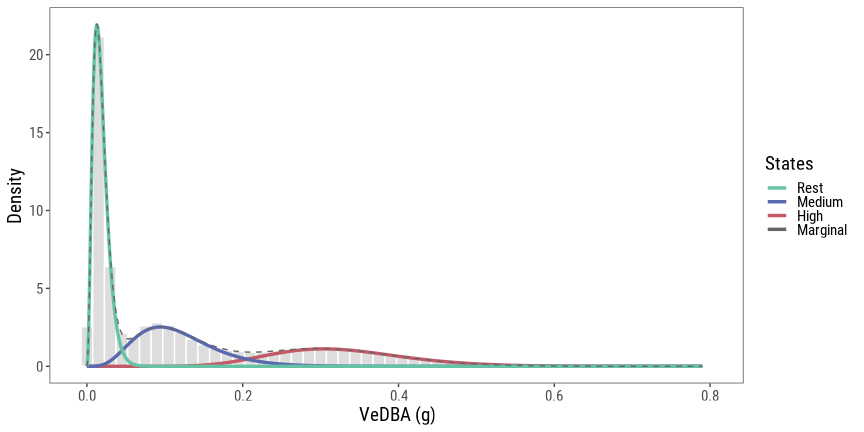 Density
20
15
10
5
0
0.0 0.2 0.4 0.6 0.8
VeDBA (g)
States
Rest
Medium
High
Marginal